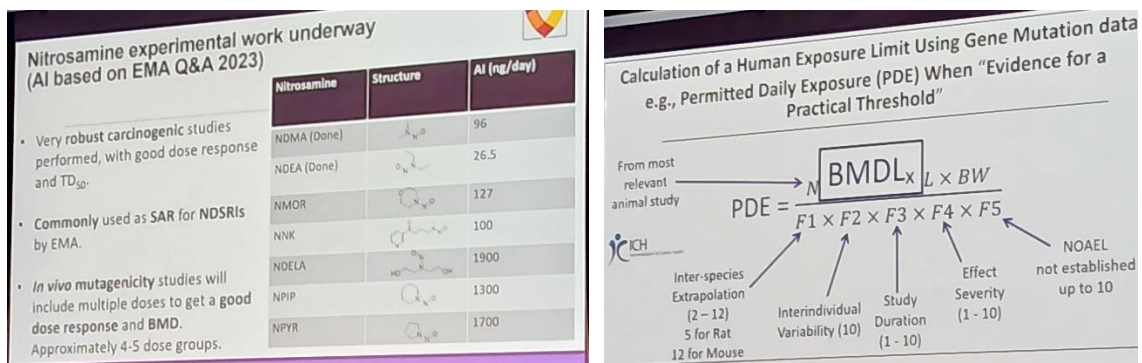 Nitrosamine experimental work underway
(AI based on EMA Q&A 2023)
• Very robust carcinogenic studies
performed, with good dose response
and TD50.
• Commonly used as SAR for NDSRIs
by EMA.
• In vivo mutagenicity studies will
include multiple doses to get a good
dose response and BMD.
Approximately 4-5 dose groups.
Nitrosamine Structure AI (ng/day)
NDMA (Done) 96
NDEA (Done) 26.5
NMOR 127
NNK 100
NDELA 1900
NPIP 1300
NPYR 1700
Calculation of a Human Exposure Limit Using Gene Mutation data
e.g., Permitted Daily Exposure (PDE) When "Evidence for a
Practical Threshold"
From most
relevant
animal study
N BMDLx L × BW
PDE =
F1 × F2 × F3 × F4 × F5
ICH
Inter-species
Extrapolation
(2 – 12)
5 for Rat
12 for Mouse
Interindividual
Variability (10)
Study
Duration
(1 - 10)
Effect
Severity
(1 - 10)
NOAEL
not established
up to 10